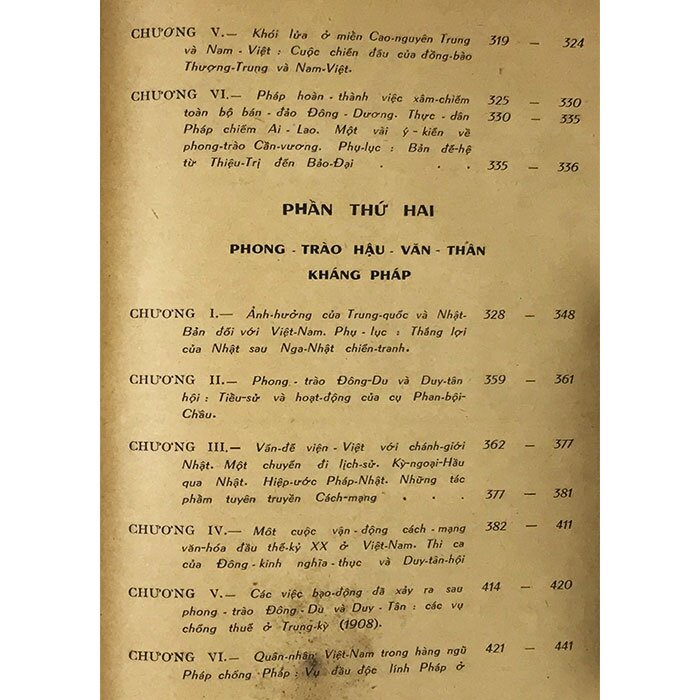 CHƯƠNG V.— Khói lửa ở miền Cao-nguyên Trung 319 — 324
và Nam - Việt : Cuộc chiến đấu của đồng-bào
Thượng-Trung và Nam-Việt.
CHƯƠNG VI.— Pháp hoàn - thành việc xâm-chiếm 325 — 330
toàn bộ bán - đảo Đông - Dương. Thực - dân 330 — 335
Pháp chiếm Ai - Lao. Một vài ý - kiến về
phong-trào Cần-vương. Phụ-lục : Bản đế-hệ
từ Thiệu-Trị đến Bảo-Đại . . . 335 — 336
PHẦN THỨ HAI
PHONG - TRÀO HẬU - VĂN - THÂN
KHÁNG PHÁP
CHƯƠNG I.— Ảnh-hưởng của Trung-quốc và Nhật- 328 — 348
Bản đối với Việt-Nam. Phụ - lục : Thắng lợi
của Nhật sau Nga-Nhật chiến-tranh.
CHƯƠNG II.— Phong - trào Đông-Du và Duy-tân 359 — 361
hội : Tiểu-sử và hoạt-động của cụ Phan-bội-
Châu.
CHƯƠNG III.— Vấn-đề viện - Việt với chánh-giới 362 — 377
Nhật. Một chuyến đi lịch-sử. Kỳ-ngoại-Hầu
qua Nhật. Hiệp-ước Pháp-Nhật. Những tác
phẩm tuyên truyền Cách-mạng . . . 377 — 381
CHƯƠNG IV.— Một cuộc vận-động cách-mạng 382 — 411
văn-hóa đầu thế-kỷ XX ở Việt-Nam. Thi ca
của Đông - kinh nghĩa - thục và Duy-tân-hội
CHƯƠNG V.— Các việc bạo-động đã xảy ra sau 414 — 420
phong - trào Đông - Du và Duy - Tân : các vụ
chống thuế ở Trung-kỳ (1908).
CHƯƠNG VI.— Quân-nhân Việt-Nam trong hàng ngũ 421 — 441
Pháp chống Pháp : Vụ đầu độc lính Pháp ở